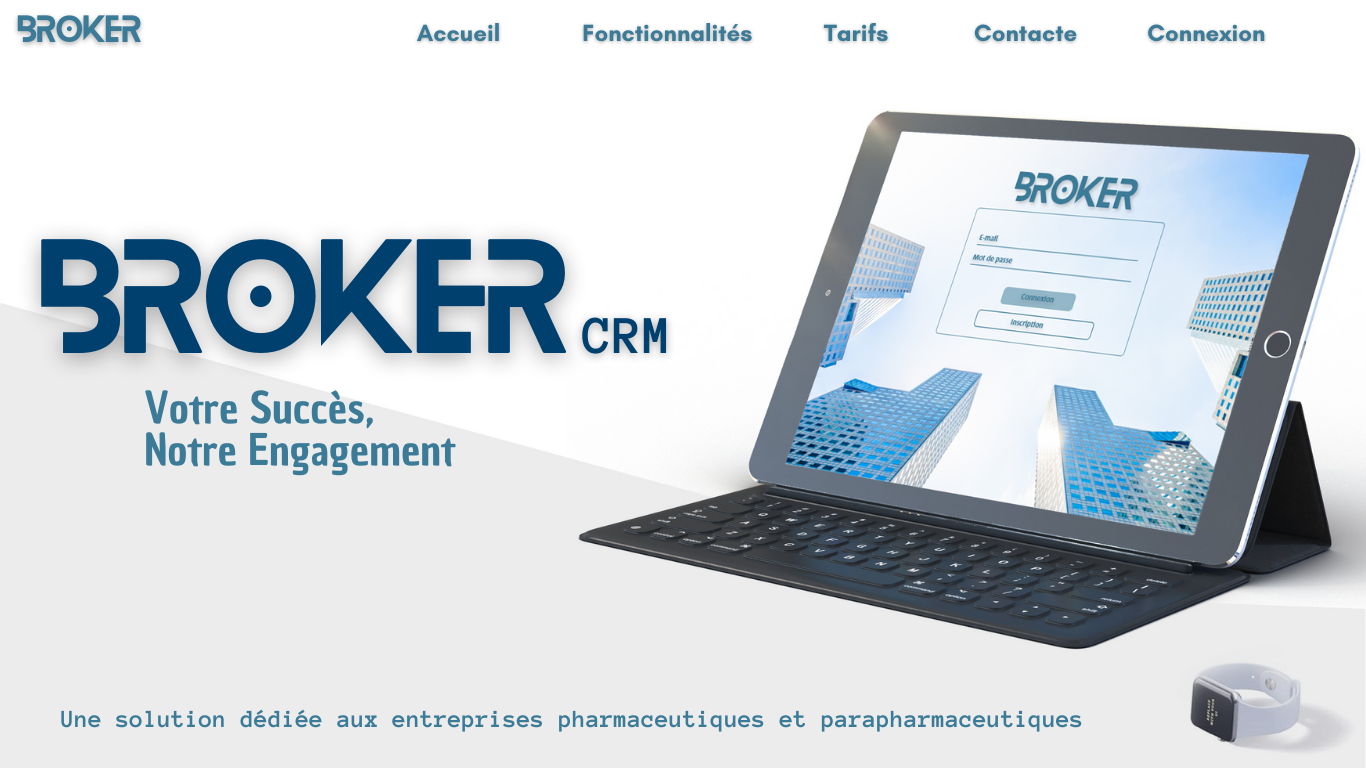 BROKER
Accueil
Fonctionnalités
Tarifs
Contacte
Connexion
BROKER
E-mail
Mot de passe
Connexion
Inscription
BROKER CRM
Votre Succès,
Notre Engagement
Une solution dédiée aux entreprises pharmaceutiques et parapharmaceutiques